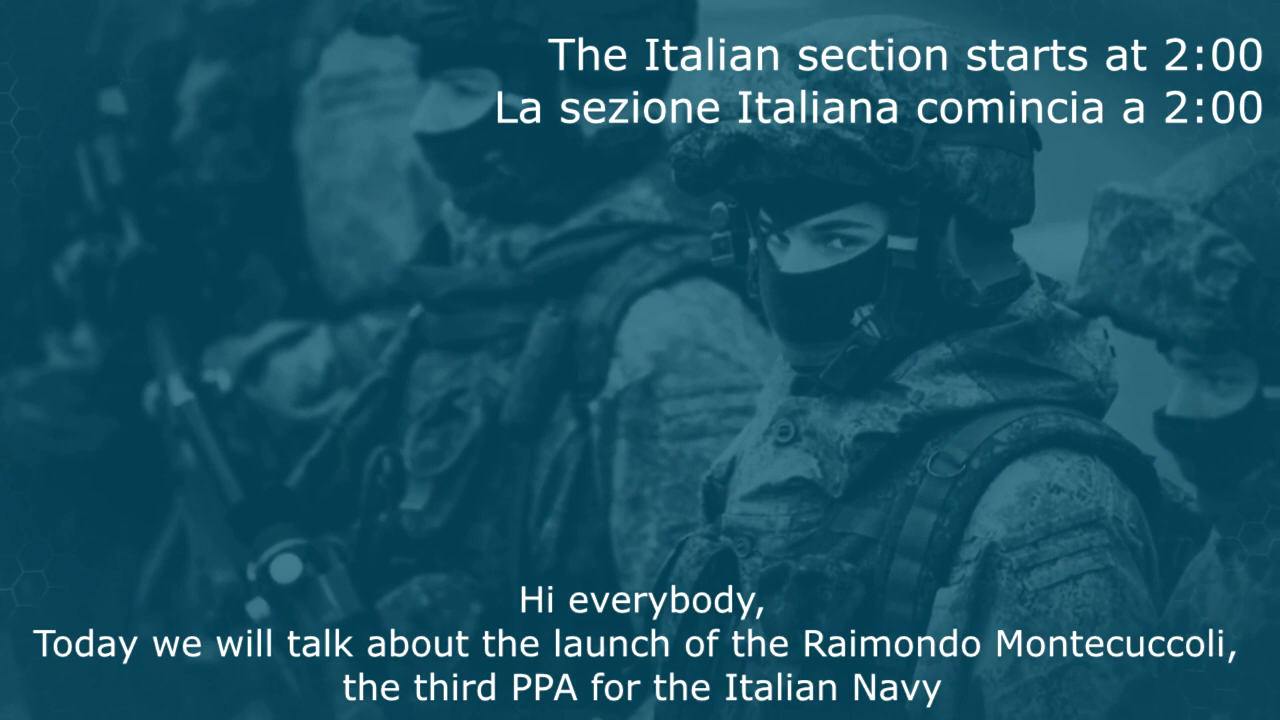 The Italian section starts at 2:00
La sezione Italiana comincia a 2:00
Hi everybody,
Today we will talk about the launch of the Raimondo Montecuccoli,
the third PPA for the Italian Navy